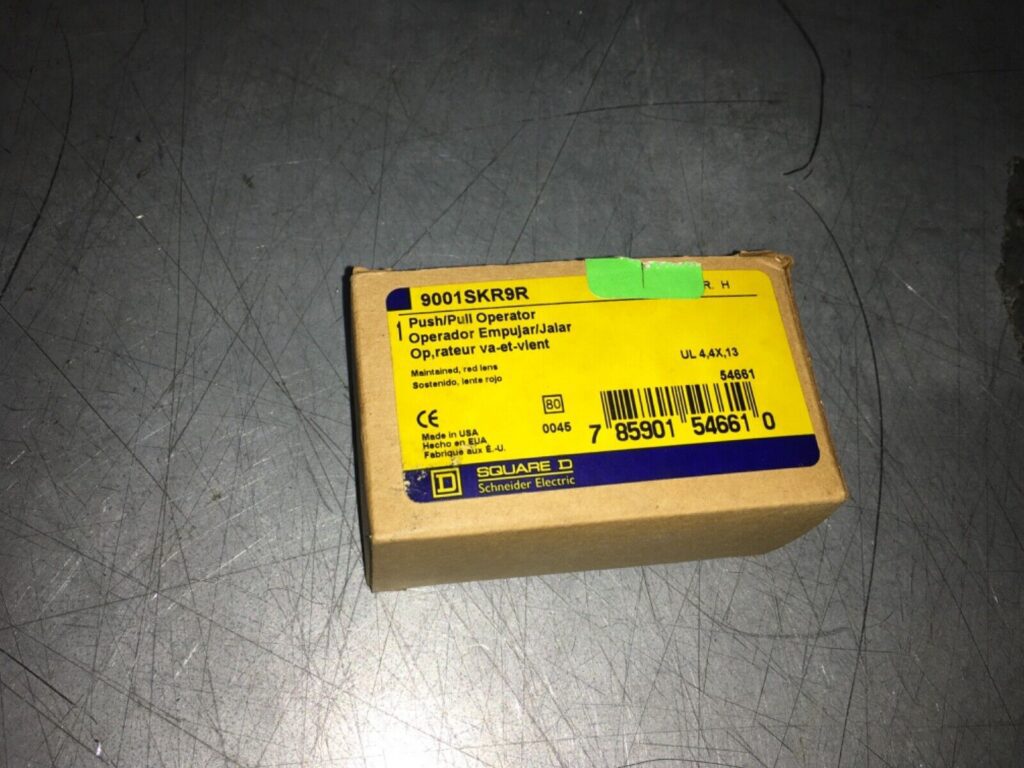 9001SKR9R
R. H
1
Push/Pull Operator
Operador Empujar/Jalar
Op,rateur va-et-vient
Maintained, red lens
Sostenido, lente rojo
UL 4,4X,13
54661
80
0045
7 85901 54661 0
CE
Made in USA
Hecho en EUA
Fabriqué aux É.-U.
D
SQUARE D
Schneider Electric